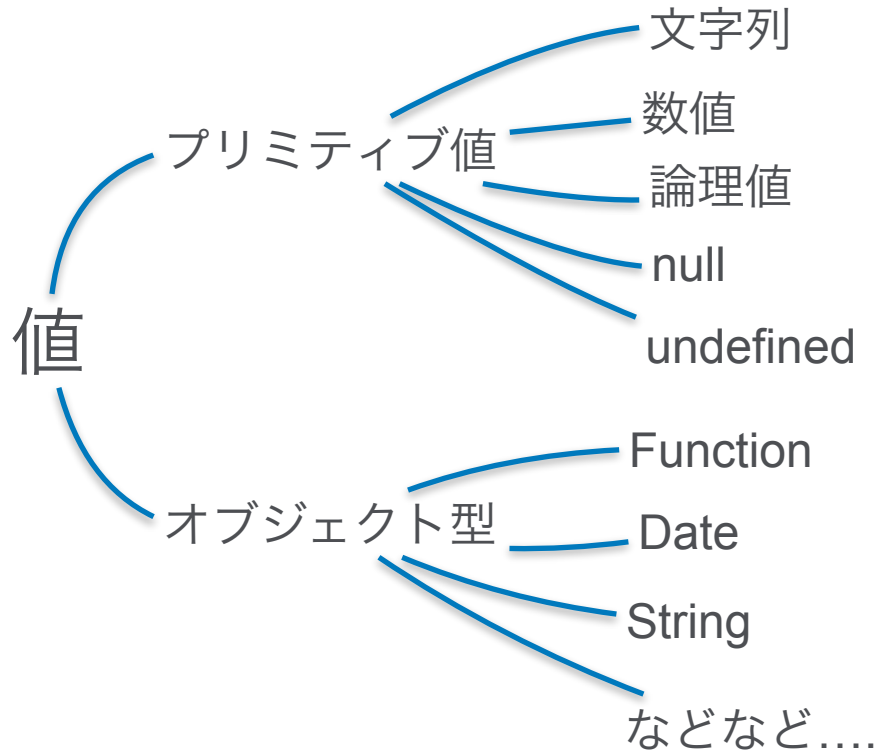 値
プリミティブ値
文字列
数値
論理値
null
undefined
オブジェクト型
Function
Date
String
などなど....